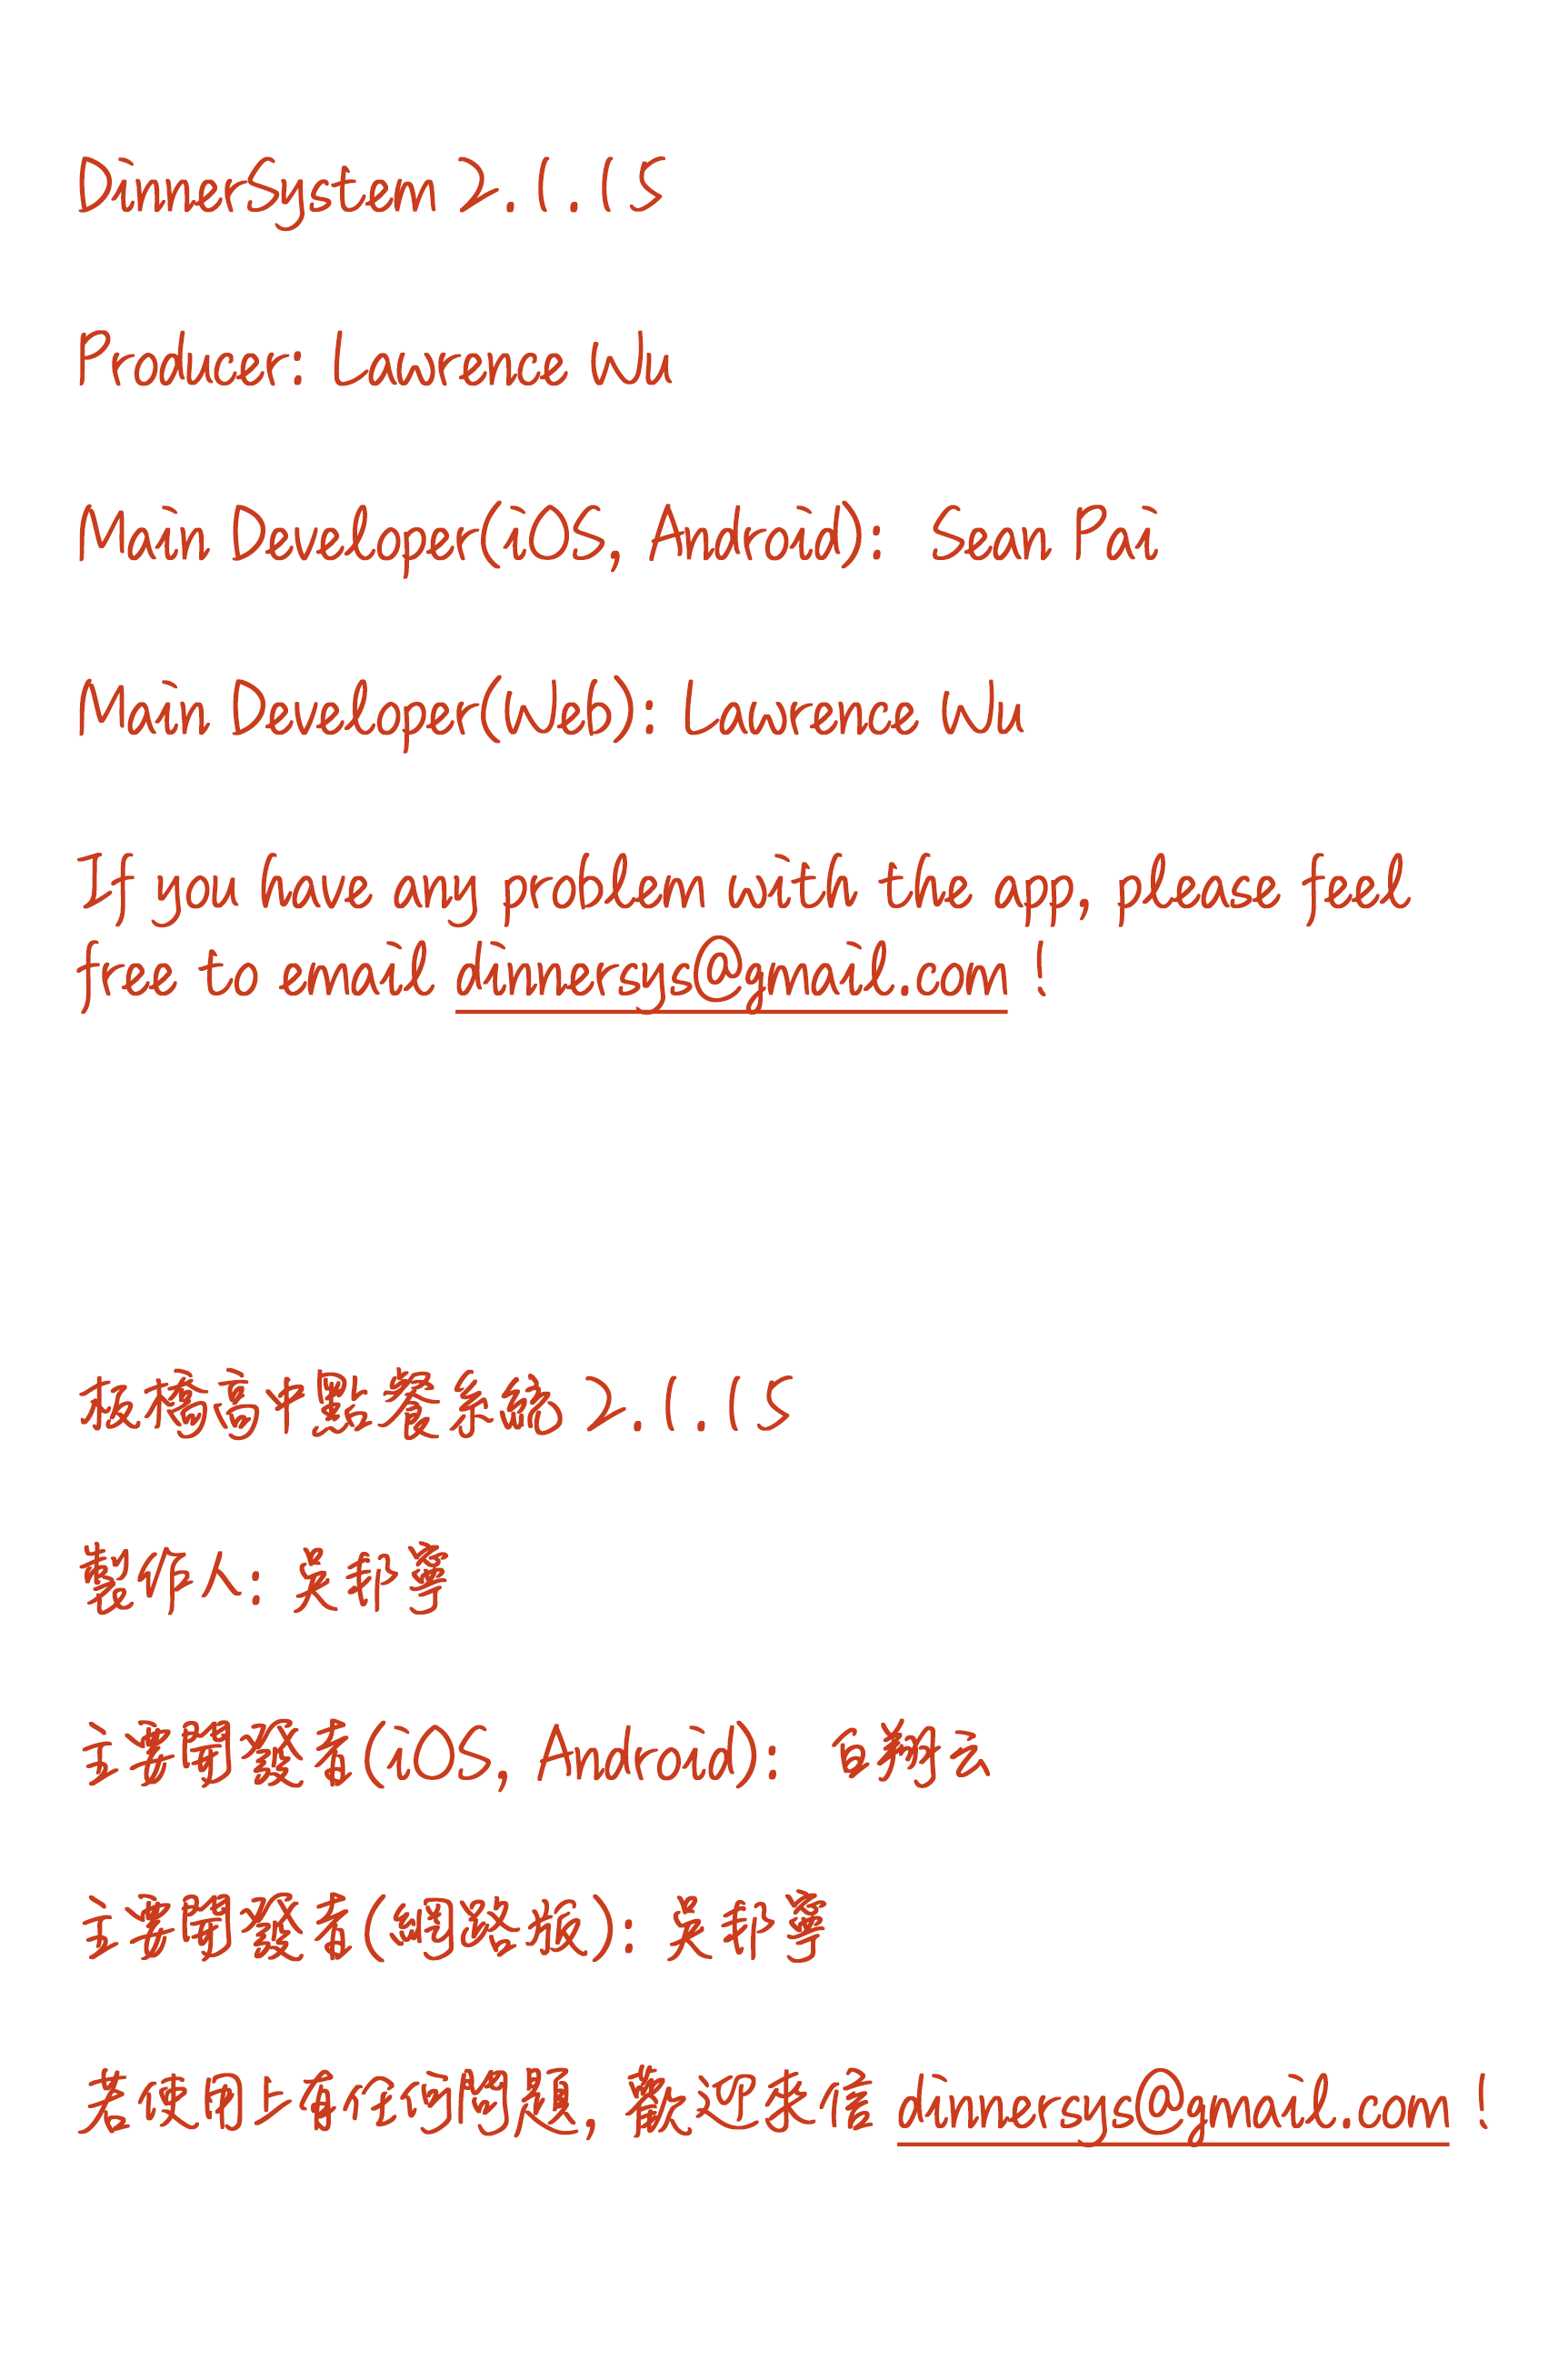 DinnerSystem 2.1.15
Producer: Lawrence Wu
Main Developer(iOS, Android):  Sean Pai
Main Developer(Web): Lawrence Wu
If you have any problem with the app, please feel
free to email dinnersys@gmail.com !
板橋高中點餐系統 2.1.15
製作人: 吳邦寧
主要開發者(iOS, Android):  白翔云
主要開發者(網路版): 吳邦寧
若使用上有任何問題, 歡迎來信 dinnersys@gmail.com !